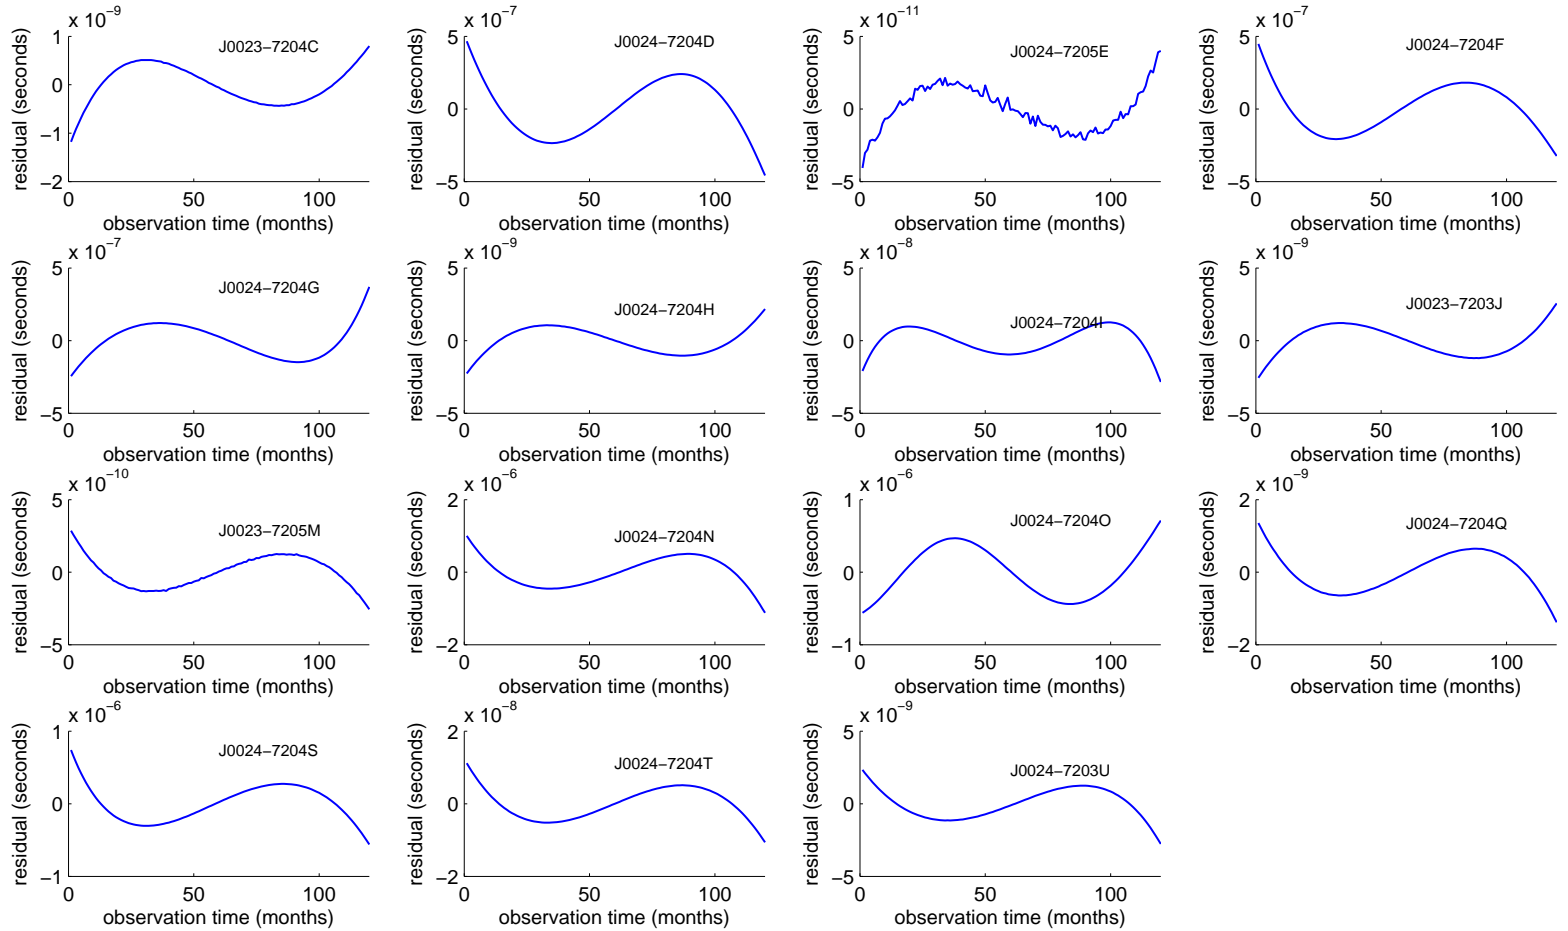 x 10−9
J0023−7204C
1
0
−1
−2
residual (seconds)
0 50 100
observation time (months)
x 10−7
J0024−7204D
5
0
−5
residual (seconds)
0 50 100
observation time (months)
x 10−11
J0024−7205E
5
0
−5
residual (seconds)
0 50 100
observation time (months)
x 10−7
J0024−7204F
5
0
−5
residual (seconds)
0 50 100
observation time (months)
x 10−7
J0024−7204G
5
0
−5
residual (seconds)
0 50 100
observation time (months)
x 10−9
J0024−7204H
5
0
−5
residual (seconds)
0 50 100
observation time (months)
x 10−8
J0024−7204I
5
0
−5
residual (seconds)
0 50 100
observation time (months)
x 10−9
J0023−7203J
5
0
−5
residual (seconds)
0 50 100
observation time (months)
x 10−10
J0023−7205M
5
0
−5
residual (seconds)
0 50 100
observation time (months)
x 10−6
J0024−7204N
2
0
−2
residual (seconds)
0 50 100
observation time (months)
x 10−6
J0024−7204O
1
0
−1
residual (seconds)
0 50 100
observation time (months)
x 10−9
J0024−7204Q
2
0
−2
residual (seconds)
0 50 100
observation time (months)
x 10−6
J0024−7204S
1
0
−1
residual (seconds)
0 50 100
observation time (months)
x 10−8
J0024−7204T
2
0
−2
residual (seconds)
0 50 100
observation time (months)
x 10−9
J0024−7203U
5
0
−5
residual (seconds)
0 50 100
observation time (months)